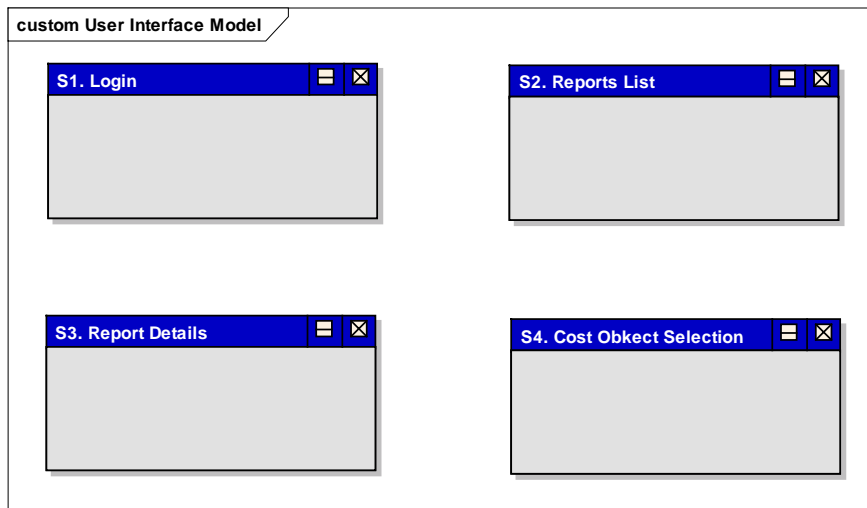 custom User Interface Model
S1. Login
S2. Reports List
S3. Report Details
S4. Cost Obkect Selection